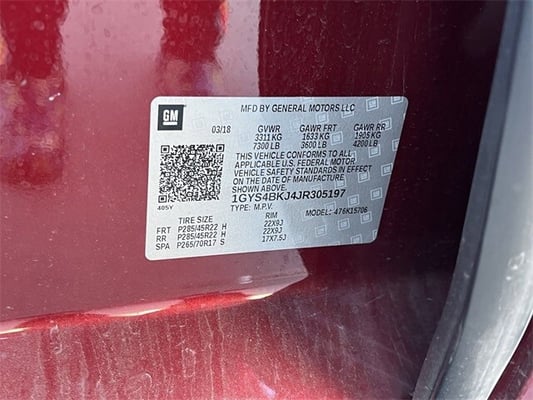 MFD BY GENERAL MOTORS LLC
GM
03/18 GVWR GAWR FRT GAWR RR
3311 KG 1633 KG 1905 KG
7300 LB 3600 LB 4200 LB
THIS VEHICLE CONFORMS TO ALL
APPLICABLE U.S. FEDERAL MOTOR
VEHICLE SAFETY STANDARDS IN EFFECT
ON THE DATE OF MANUFACTURE
SHOWN ABOVE.
1GYS4BKJ4JR305197
405Y TYPE: M.P.V. MODEL: 476K15706
TIRE SIZE RIM
FRT P285/45R22 H 22X9J
RR P285/45R22 H 22X9J
SPA P265/70R17 S 17X7.5J